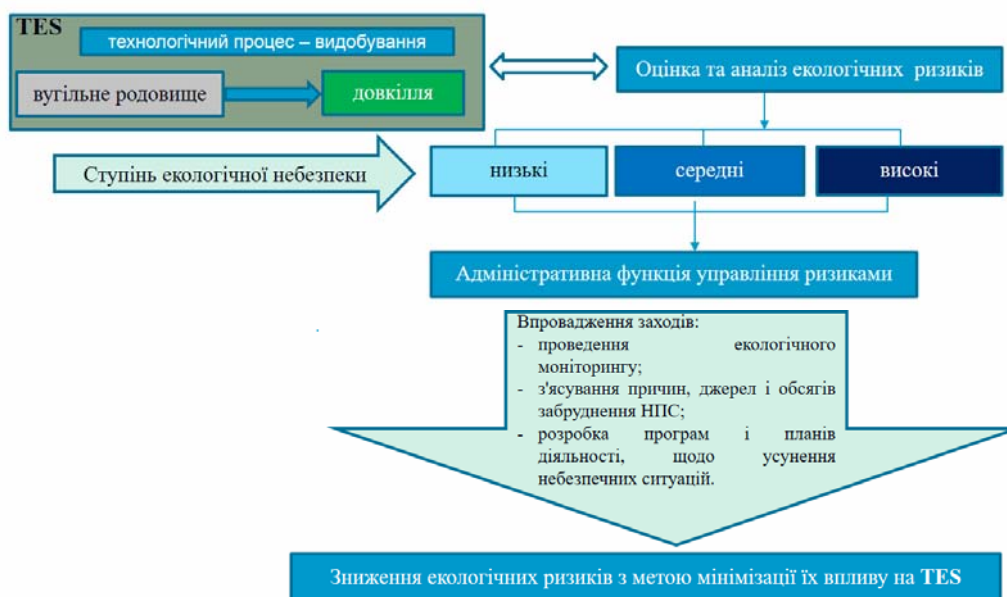 TES
технологічний процес – видобування
вугільне родовище
довкілля
Оцінка та аналіз екологічних ризиків
Ступінь екологічної небезпеки
низькі
середні
високі
Адміністративна функція управління ризиками
Впровадження заходів:
- проведення екологічного
моніторингу;
- з'ясування причин, джерел і обсягів
забруднення НПС;
- розробка програм і планів
діяльності, щодо усунення
небезпечних ситуацій.
Зниження екологічних ризиків з метою мінімізації їх впливу на TES